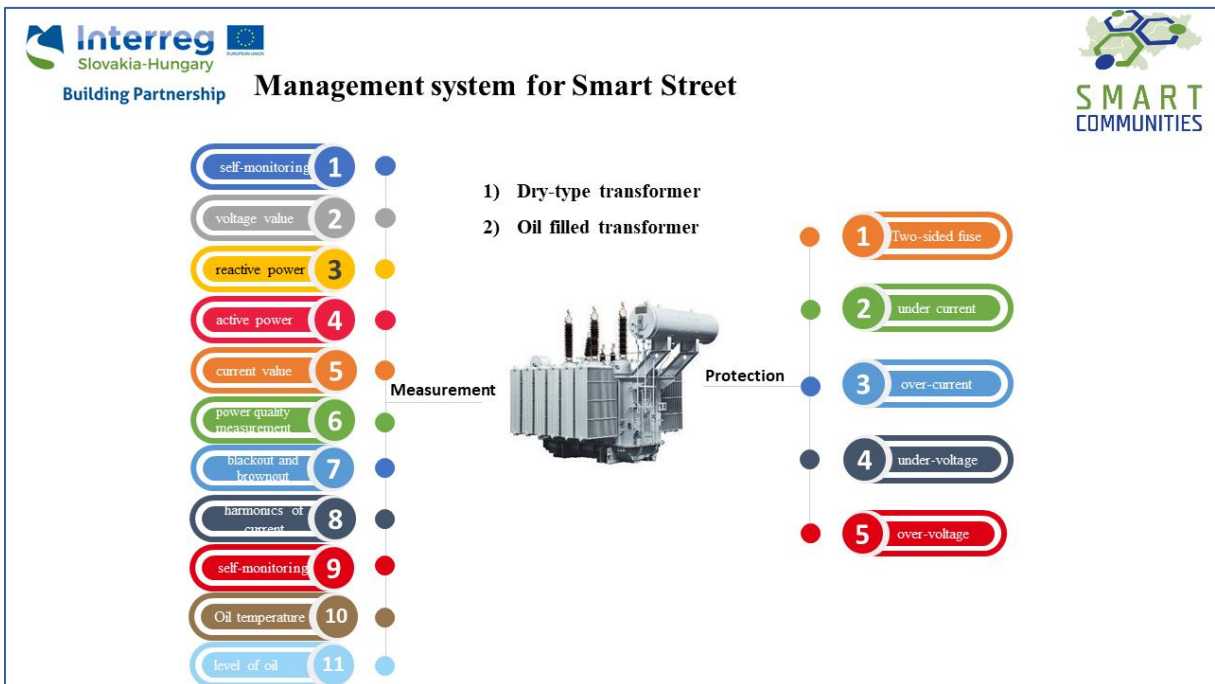 Interreg
EUROPEAN UNION
Slovakia-Hungary
Building Partnership
Management system for Smart Street
SMART
COMMUNITIES
self-monitoring 1
voltage value 2
reactive power 3
active power 4
current value 5
power quality
measurement 6
blackout and
brownout 7
harmonics of
current 8
self-monitoring 9
Oil temperature 10
level of oil 11
Measurement
1) Dry-type transformer
2) Oil filled transformer
Protection
1 Two-sided fuse
2 under current
3 over-current
4 under-voltage
5 over-voltage